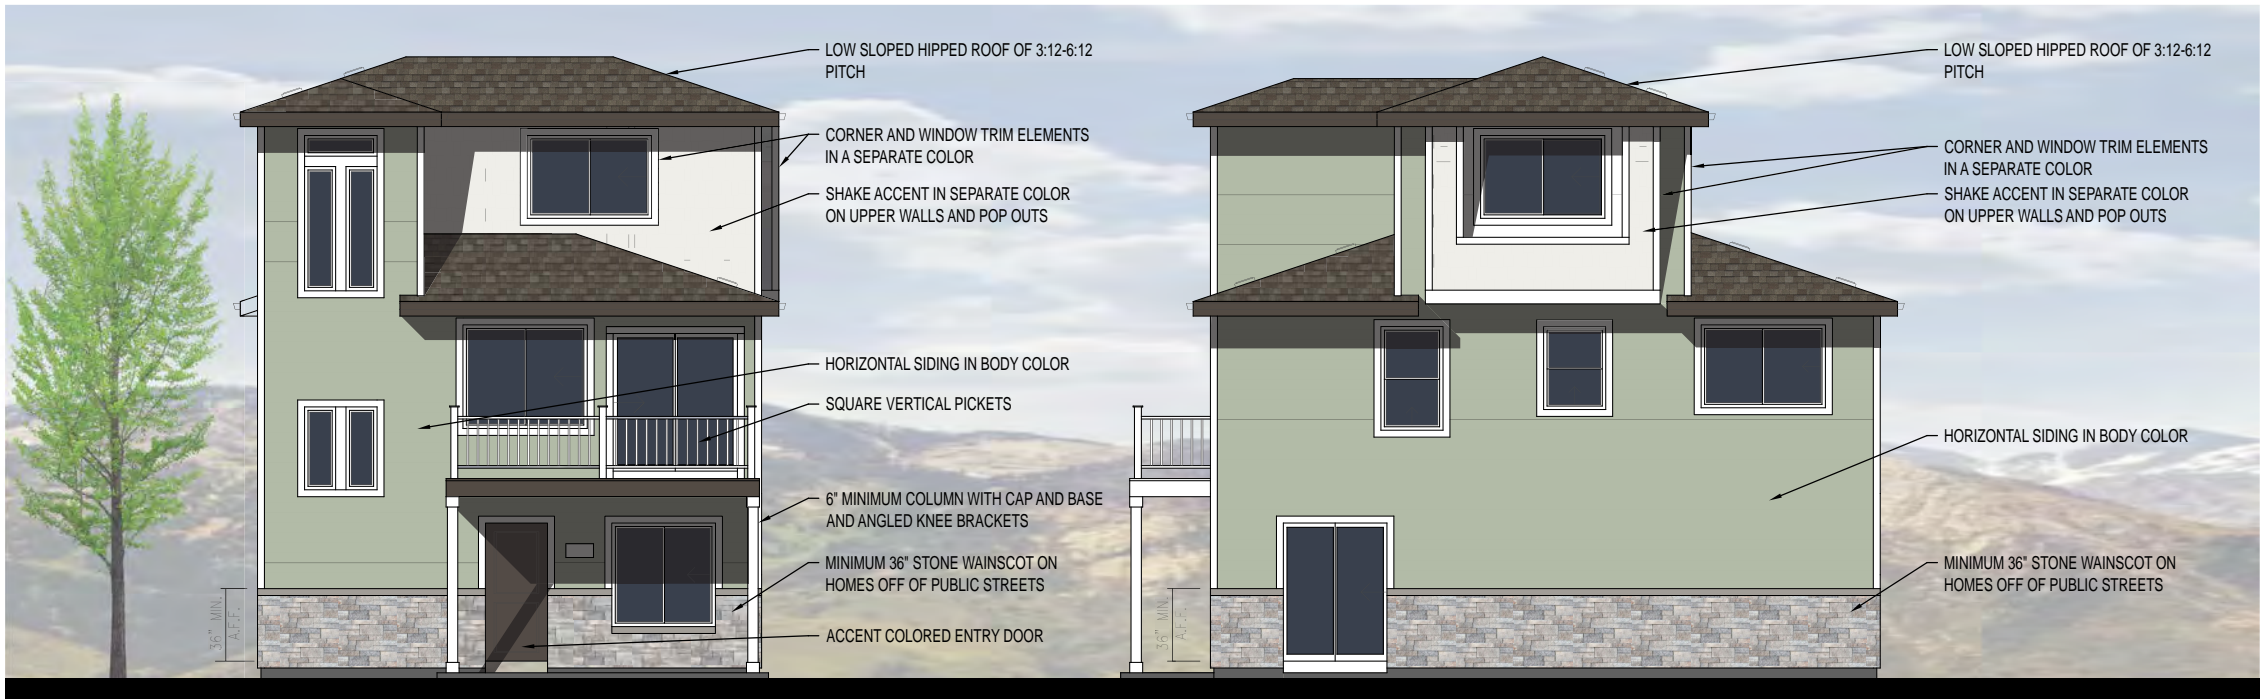 LOW SLOPED HIPPED ROOF OF 3:12-6:12
PITCH
CORNER AND WINDOW TRIM ELEMENTS
IN A SEPARATE COLOR
SHAKE ACCENT IN SEPARATE COLOR
ON UPPER WALLS AND POP OUTS
HORIZONTAL SIDING IN BODY COLOR
SQUARE VERTICAL PICKETS
6" MINIMUM COLUMN WITH CAP AND BASE
AND ANGLED KNEE BRACKETS
MINIMUM 36" STONE WAINSCOT ON
HOMES OFF OF PUBLIC STREETS
ACCENT COLORED ENTRY DOOR
36" MIN.
A.F.F.
LOW SLOPED HIPPED ROOF OF 3:12-6:12
PITCH
CORNER AND WINDOW TRIM ELEMENTS
IN A SEPARATE COLOR
SHAKE ACCENT IN SEPARATE COLOR
ON UPPER WALLS AND POP OUTS
HORIZONTAL SIDING IN BODY COLOR
MINIMUM 36" STONE WAINSCOT ON
HOMES OFF OF PUBLIC STREETS
36" MIN.
A.F.F.